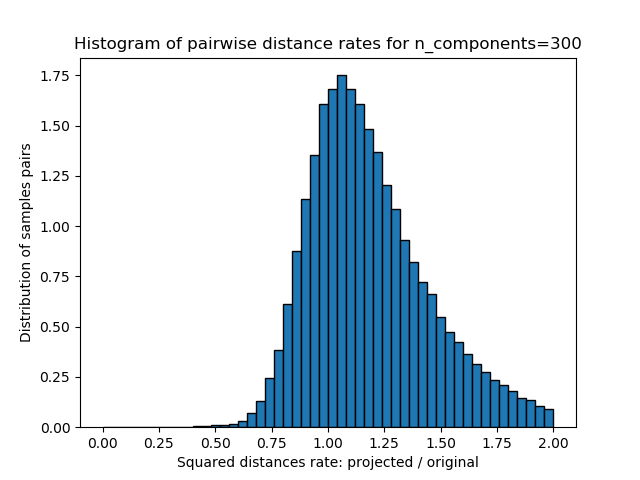 Histogram of pairwise distance rates for n_components=300
1.75
1.50
1.25
1.00
0.75
0.50
0.25
0.00
Distribution of samples pairs
0.00 0.25 0.50 0.75 1.00 1.25 1.50 1.75 2.00
Squared distances rate: projected / original